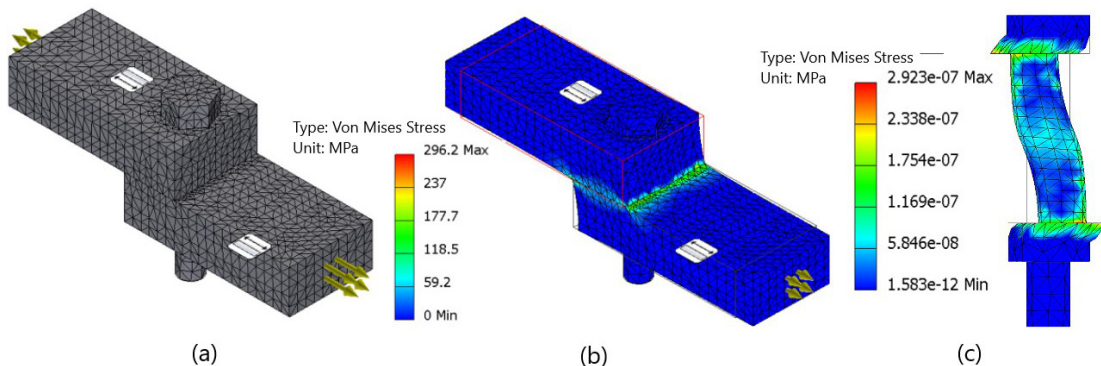 Type: Von Mises Stress
Unit: MPa
296.2 Max
237
177.7
118.5
59.2
0 Min
Type: Von Mises Stress
Unit: MPa
2.923e-07 Max
2.338e-07
1.754e-07
1.169e-07
5.846e-08
1.583e-12 Min
(a)
(b)
(c)